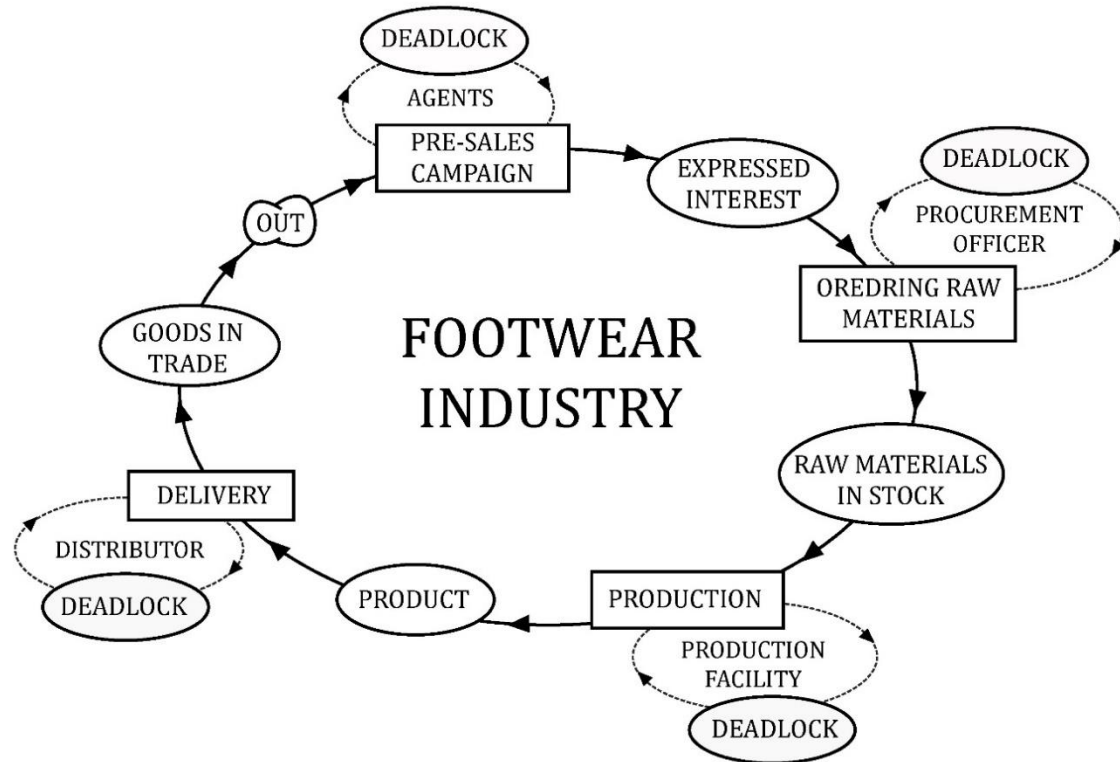 DEADLOCK
AGENTS
PRE-SALES
CAMPAIGN
EXPRESSED
INTEREST
DEADLOCK
PROCUREMENT
OFFICER
OREDRING RAW
MATERIALS
OUT
GOODS IN
TRADE
FOOTWEAR
INDUSTRY
RAW MATERIALS
IN STOCK
DELIVERY
DISTRIBUTOR
DEADLOCK
PRODUCT
PRODUCTION
PRODUCTION
FACILITY
DEADLOCK